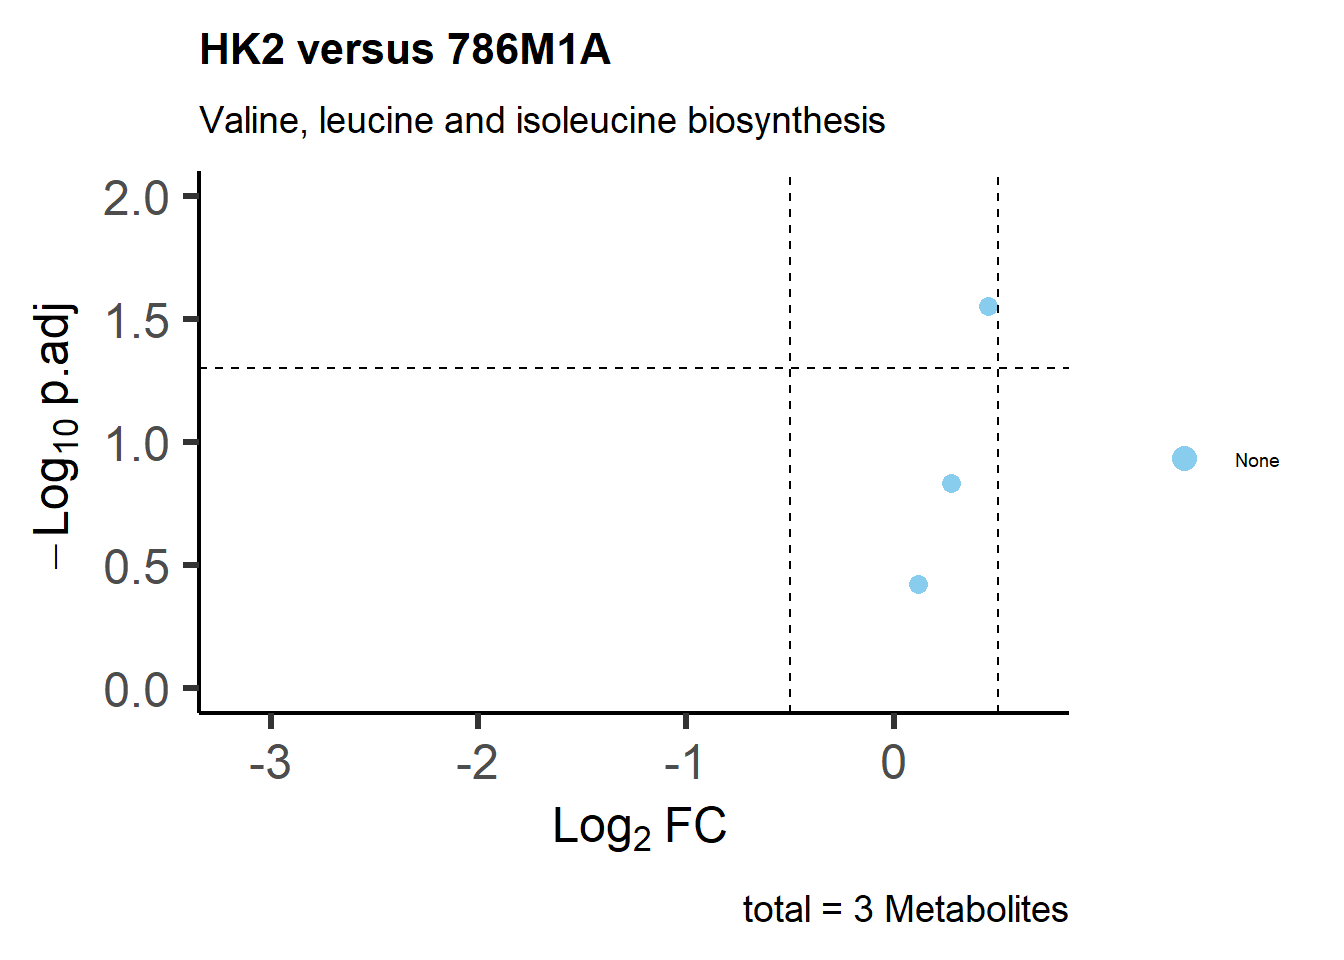 HK2 versus 786M1A
Valine, leucine and isoleucine biosynthesis
−Log₁₀ p.adj
2.0
1.5
1.0
0.5
0.0
None
-3 -2 -1 0
Log₂ FC
total = 3 Metabolites